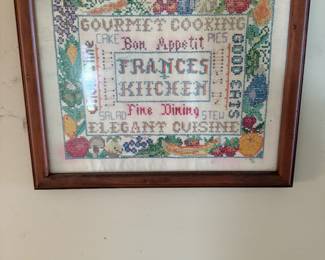 GOURMET COOKING
CAKE Bon Appetit PIES
FRANCES
KITCHEN
GOOD EATS
SALAD Fine Dining STEW
ELEGANT CUISINE